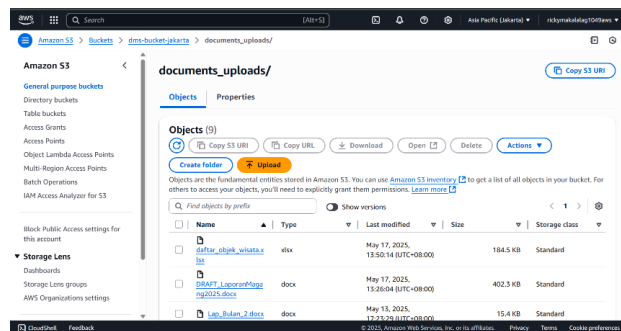 aws
Search
[Alt+S]
Asia Pacific (Jakarta)
rickymakalalag1049aws
Amazon S3 > Buckets > dms-bucket-jakarta > documents_uploads/
Amazon S3
General purpose buckets
Directory buckets
Table buckets
Access Grants
Access Points
Object Lambda Access Points
Multi-Region Access Points
Batch Operations
IAM Access Analyzer for S3
Block Public Access settings for
this account
Storage Lens
Dashboards
Storage Lens groups
AWS Organizations settings
documents_uploads/
Copy S3 URI
Objects
Properties
Objects (9)
Copy S3 URI
Copy URL
Download
Open
Delete
Actions
Create folder
Upload
Objects are the fundamental entities stored in Amazon S3. You can use Amazon S3 inventory to get a list of all objects in your bucket. For
others to access your objects, you'll need to explicitly grant them permissions. Learn more
Find objects by prefix
Show versions
1
Name Type Last modified Size Storage class
daftar_objek_wisata.x
lsx
xlsx
May 17, 2025,
13:50:14 (UTC+08:00)
184.5 KB
Standard
DRAFT_LaporanMaga
ng2025.docx
docx
May 17, 2025,
13:26:04 (UTC+08:00)
402.3 KB
Standard
Lap_Bulan_2.docx
docx
May 13, 2025,
17:23:29 (UTC+08:00)
15.4 KB
Standard
CloudShell
Feedback
© 2025, Amazon Web Services, Inc. or its affiliates.
Privacy
Terms
Cookie preferences